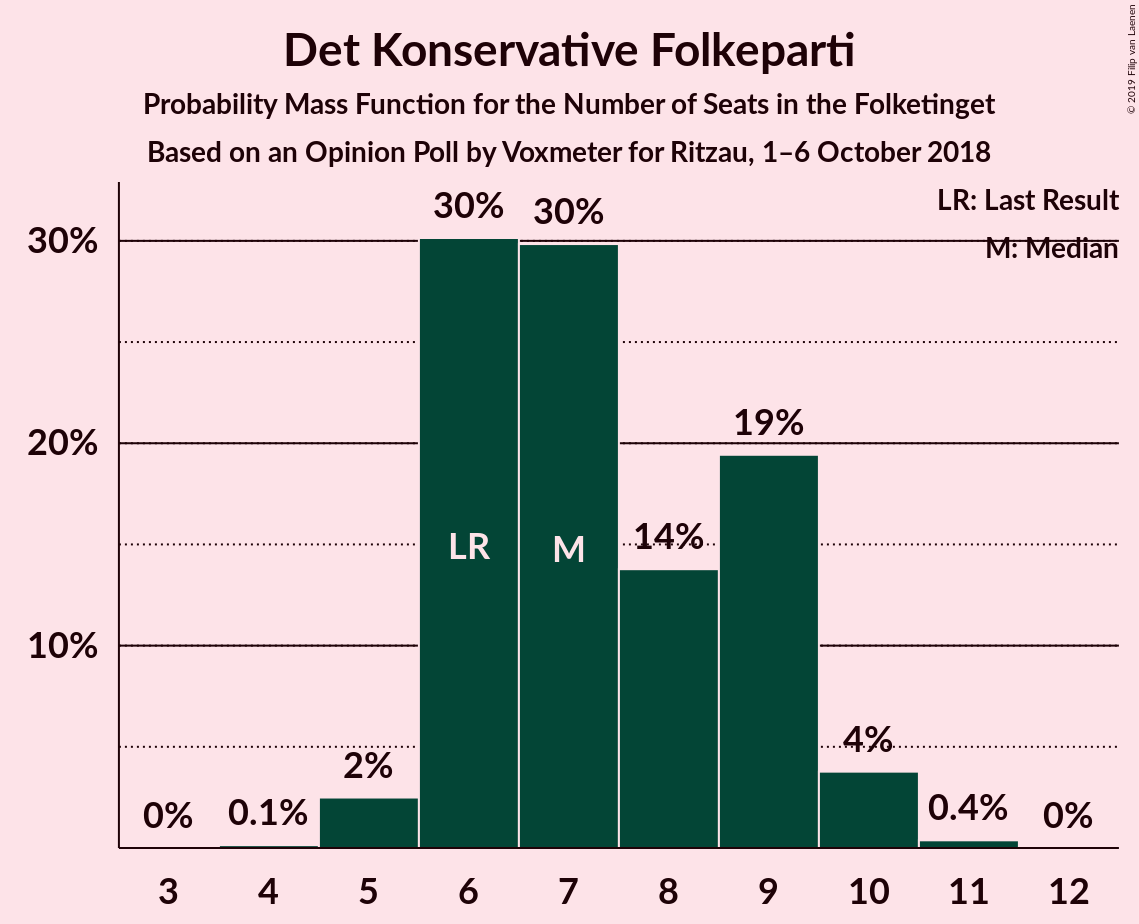 Det Konservative Folkeparti
Probability Mass Function for the Number of Seats in the Folketinget
Based on an Opinion Poll by Voxmeter for Ritzau, 1–6 October 2018
© 2019 Filip van Laenen
LR: Last Result
M: Median
30%
20%
10%
0%
0.1%
2%
30%
30%
14%
19%
4%
0.4%
0%
LR
M
3 4 5 6 7 8 9 10 11 12